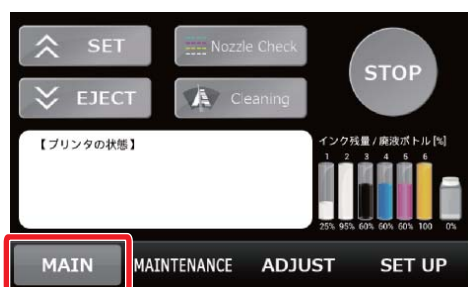 SET
Nozzle Check
STOP
EJECT
Cleaning
【プリンタの状態】
インク残量 / 廃液ボトル [%]
1 2 3 4 5 6
25% 95% 60% 60% 60% 100 0%
MAIN MAINTENANCE ADJUST SET UP